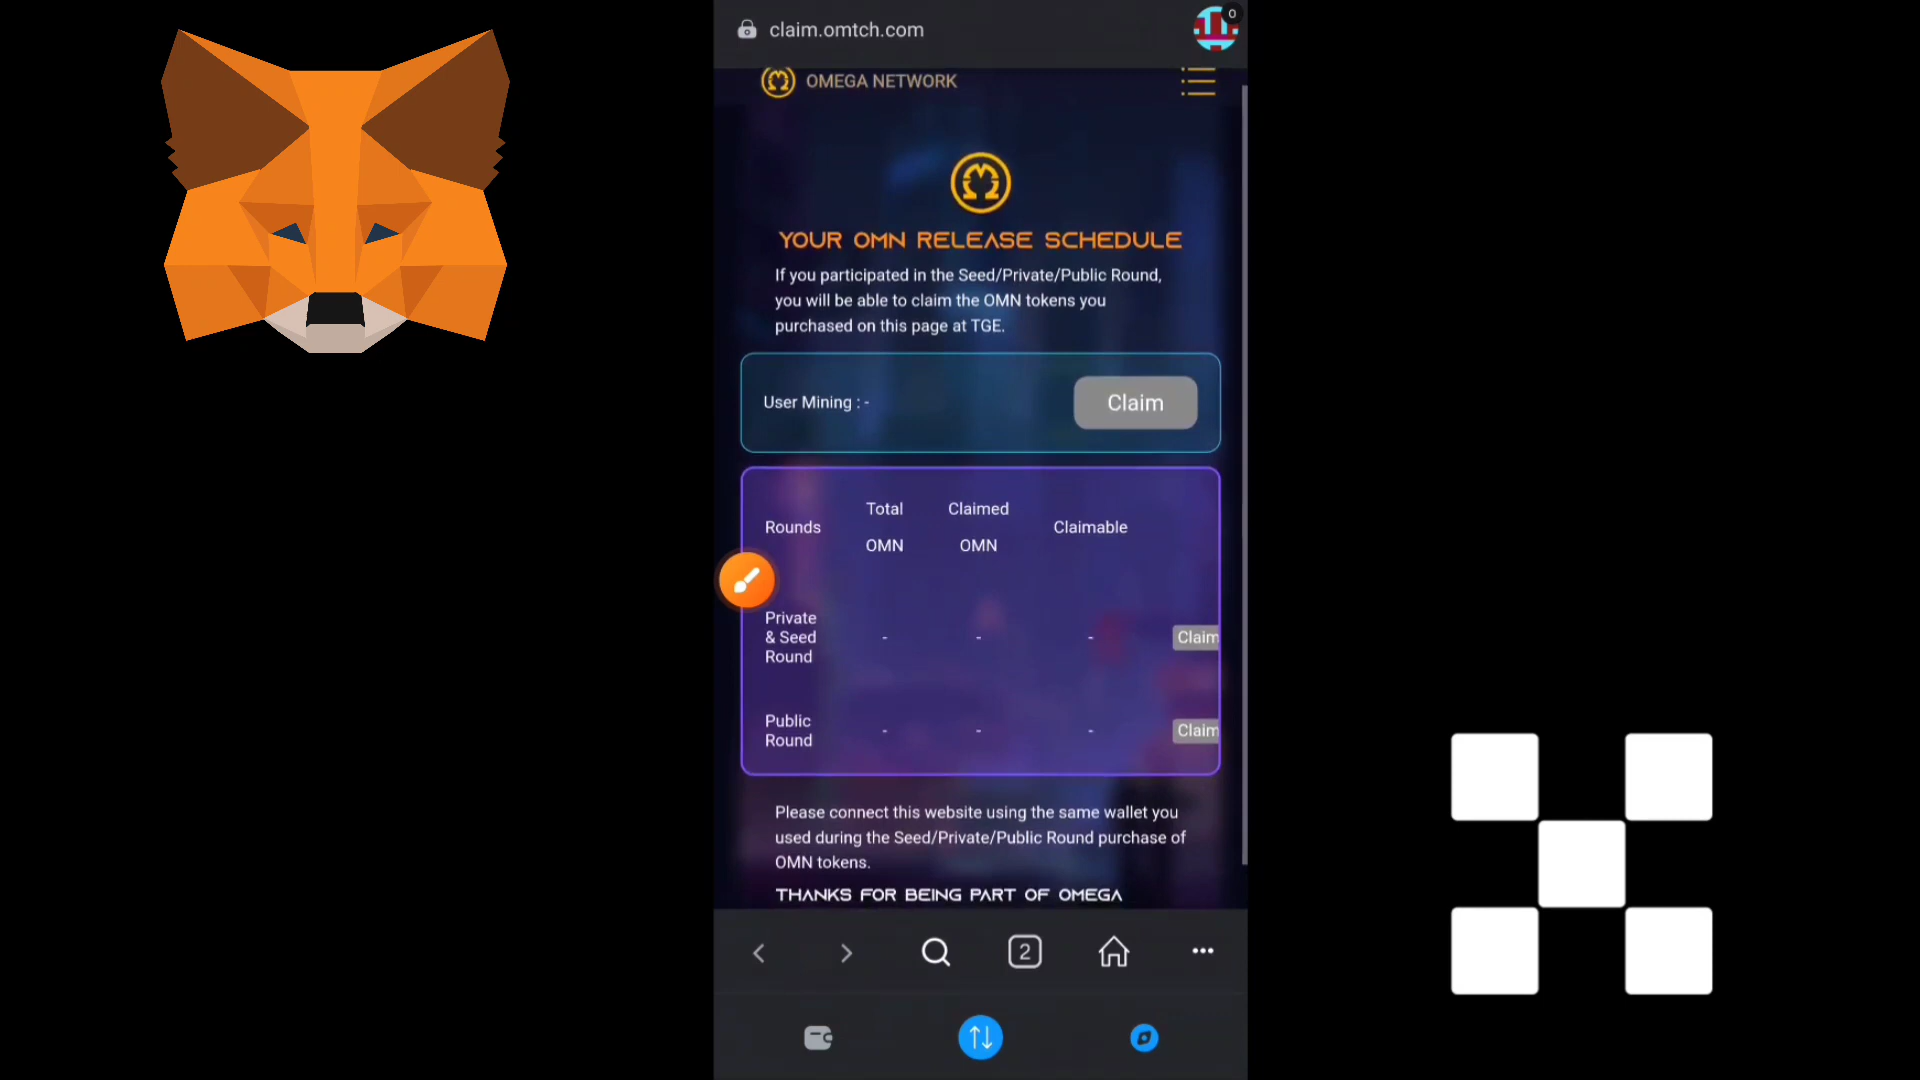 claim.omtch.com
0
OMEGA NETWORK
YOUR OMN RELEASE SCHEDULE
If you participated in the Seed/Private/Public Round,
you will be able to claim the OMN tokens you
purchased on this page at TGE.
User Mining : -
Claim
Rounds
Total
OMN
Claimed
OMN
Claimable
Private
& Seed
Round
- - -
Claim
Public
Round
- - -
Claim
Please connect this website using the same wallet you
used during the Seed/Private/Public Round purchase of
OMN tokens.
THANKS FOR BEING PART OF OMEGA
2